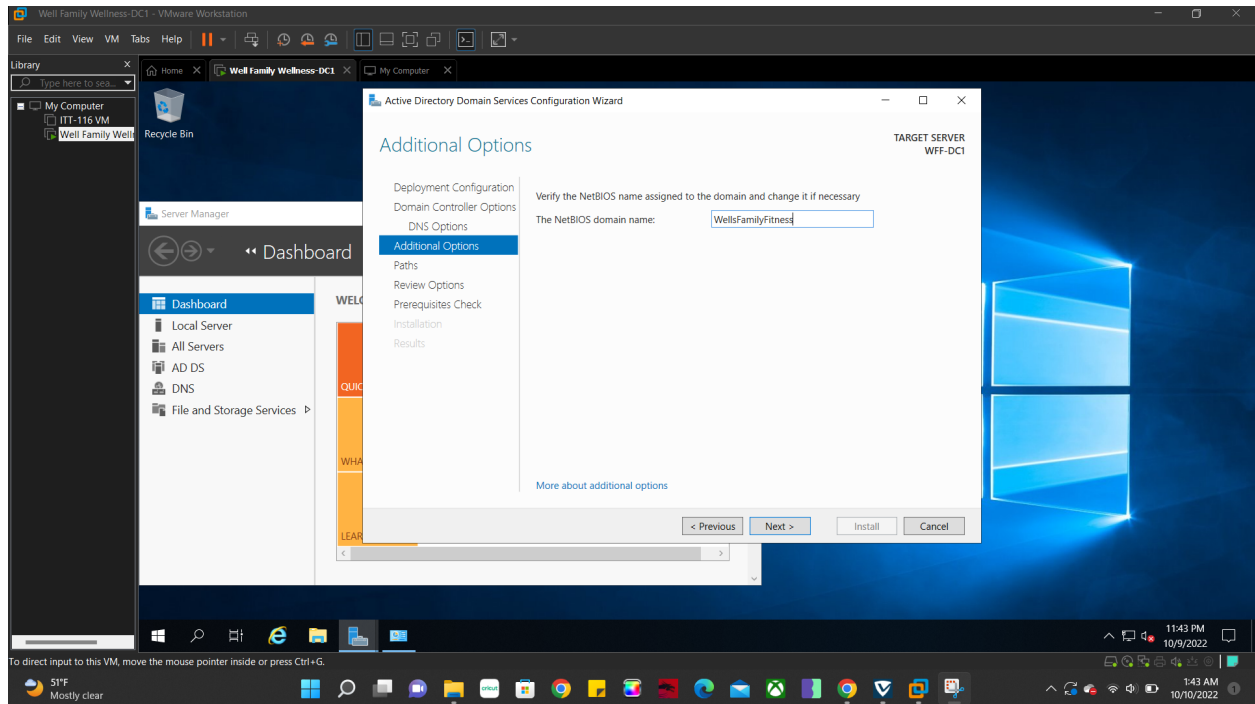 Well Family Wellness-DC1 - VMware Workstation
File Edit View VM Tabs Help
Library X
Home X Well Family Wellness-DC1 X My Computer X
Type here to sea...
My Computer
ITT-116 VM
Well Family Well
Recycle Bin
Active Directory Domain Services Configuration Wizard
Additional Options
TARGET SERVER
WFF-DC1
Deployment Configuration
Domain Controller Options
DNS Options
Additional Options
Paths
Review Options
Prerequisites Check
Installation
Results
Verify the NetBIOS name assigned to the domain and change it if necessary
The NetBIOS domain name: WellsFamilyFitness
More about additional options
< Previous Next > Install Cancel
Server Manager
Dashboard
Dashboard
Local Server
All Servers
AD DS
DNS
File and Storage Services
WELC
QUIC
WHA
LEAR
11:43 PM
10/9/2022
To direct input to this VM, move the mouse pointer inside or press Ctrl+G.
51°F
Mostly clear
cricut
1:43 AM
10/10/2022
1